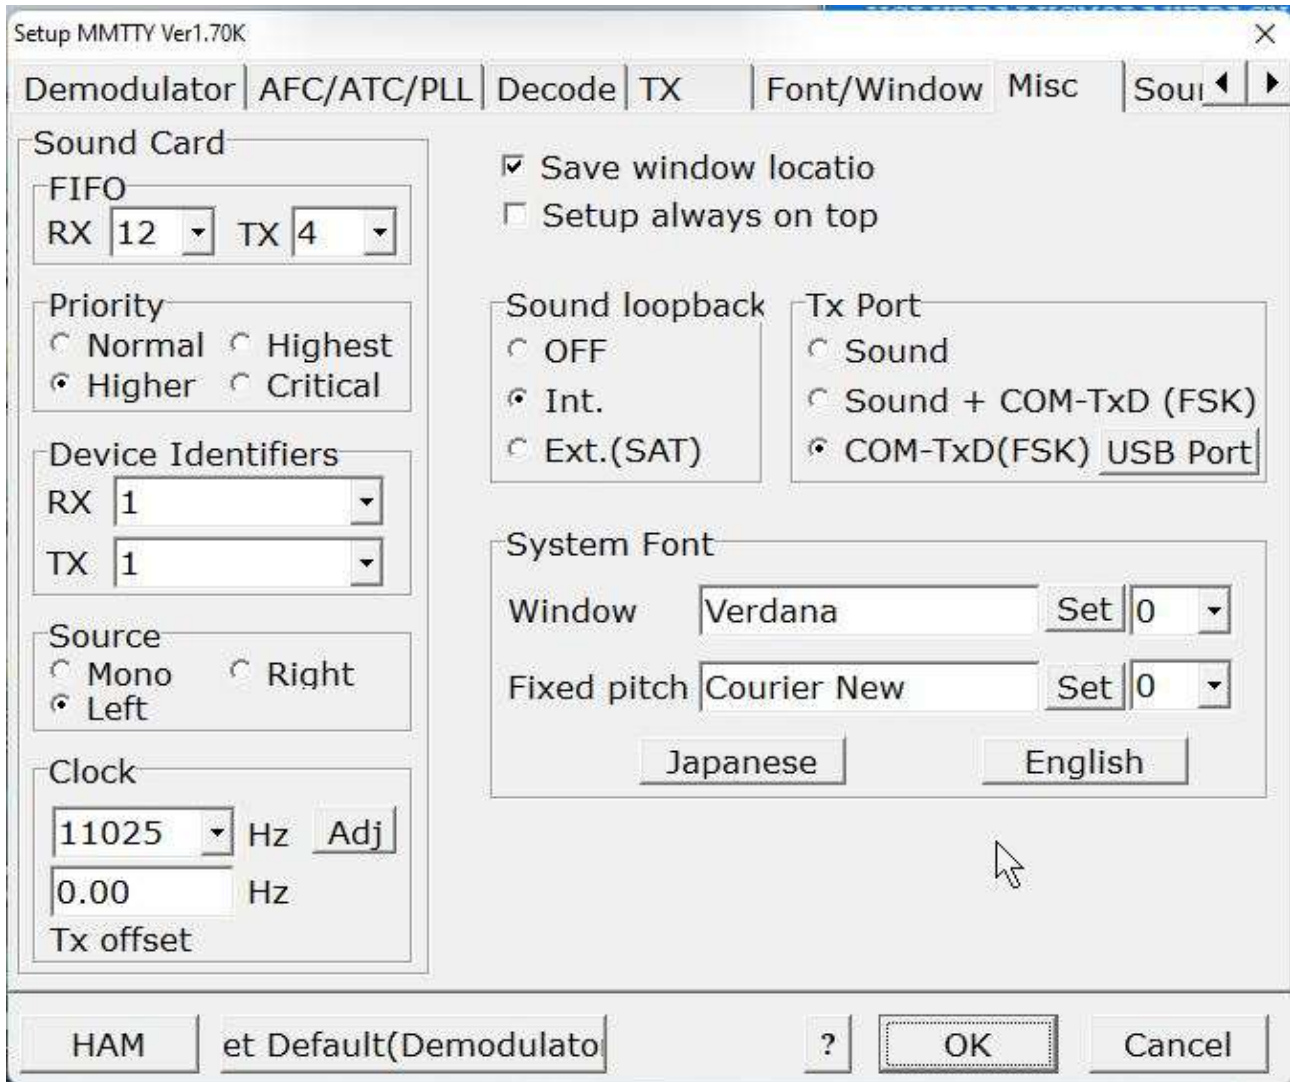 Setup MMTTY Ver1.70K
Demodulator AFC/ATC/PLL Decode TX Font/Window Misc Sou
Sound Card
FIFO
RX 12 TX 4
Priority
Normal Highest
Higher Critical
Device Identifiers
RX 1
TX 1
Source
Mono Right
Left
Clock
11025 Hz Adj
0.00 Hz
Tx offset
Save window locatio
Setup always on top
Sound loopback
OFF
Int.
Ext.(SAT)
Tx Port
Sound
Sound + COM-TxD (FSK)
COM-TxD(FSK) USB Port
System Font
Window Verdana Set 0
Fixed pitch Courier New Set 0
Japanese English
HAM et Default(Demodulato ? OK Cancel